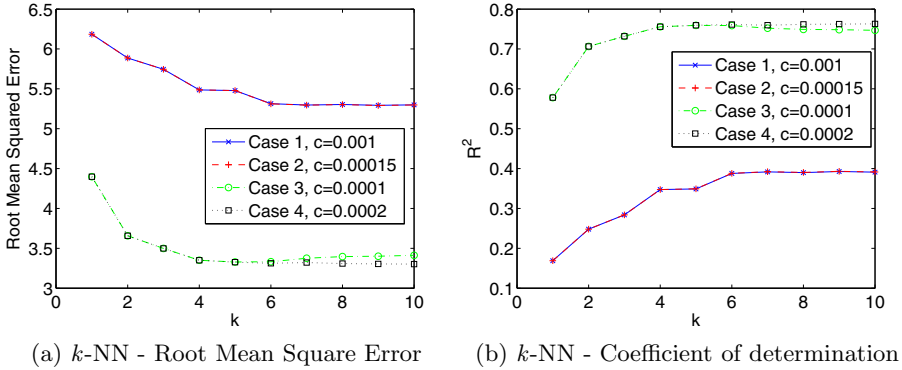 6.5
6
5.5
5
4.5
4
3.5
3
Root Mean Squared Error
0 2 4 6 8 10
k
Case 1, c=0.001
Case 2, c=0.00015
Case 3, c=0.0001
Case 4, c=0.0002
(a) k-NN - Root Mean Square Error
0.8
0.7
0.6
0.5
0.4
0.3
0.2
0.1
R²
0 2 4 6 8 10
k
Case 1, c=0.001
Case 2, c=0.00015
Case 3, c=0.0001
Case 4, c=0.0002
(b) k-NN - Coefficient of determination